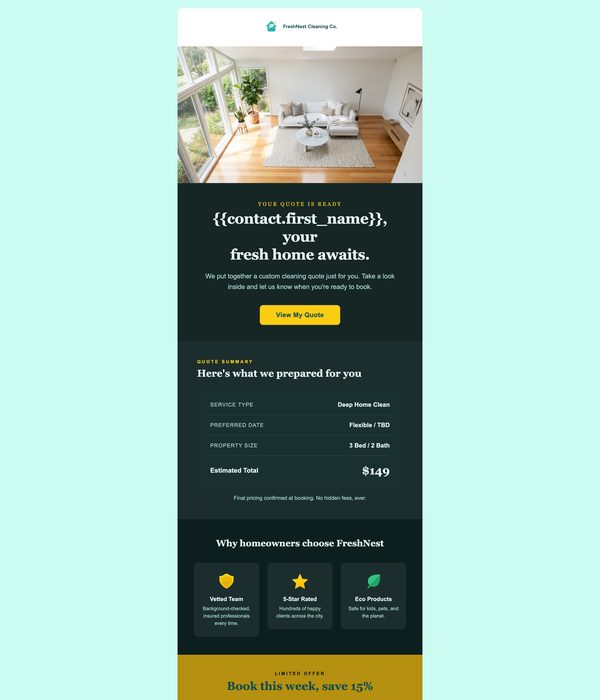 FreshNest Cleaning Co.
YOUR QUOTE IS READY
{{contact.first_name}},
your
fresh home awaits.
We put together a custom cleaning quote just for you. Take a look
inside and let us know when you're ready to book.
View My Quote
QUOTE SUMMARY
Here's what we prepared for you
SERVICE TYPE Deep Home Clean
PREFERRED DATE Flexible / TBD
PROPERTY SIZE 3 Bed / 2 Bath
Estimated Total $149
Final pricing confirmed at booking. No hidden fees, ever.
Why homeowners choose FreshNest
Vetted Team
Background-checked,
insured professionals
every time.
5-Star Rated
Hundreds of happy
clients across the city.
Eco Products
Safe for kids, pets, and
the planet.
LIMITED OFFER
Book this week, save 15%